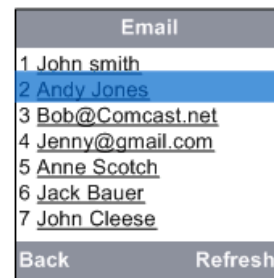 Email
1 John smith
2 Andy Jones
3 Bob@Comcast.net
4 Jenny@gmail.com
5 Anne Scotch
6 Jack Bauer
7 John Cleese
Back Refresh